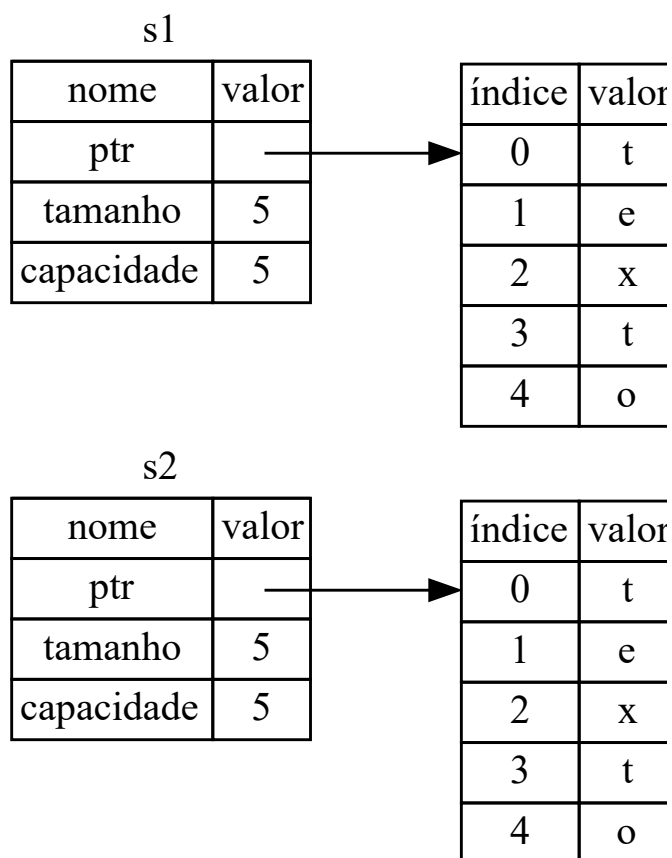 s1
nome valor
ptr
tamanho 5
capacidade 5
índice valor
0 t
1 e
2 x
3 t
4 o
s2
nome valor
ptr
tamanho 5
capacidade 5
índice valor
0 t
1 e
2 x
3 t
4 o